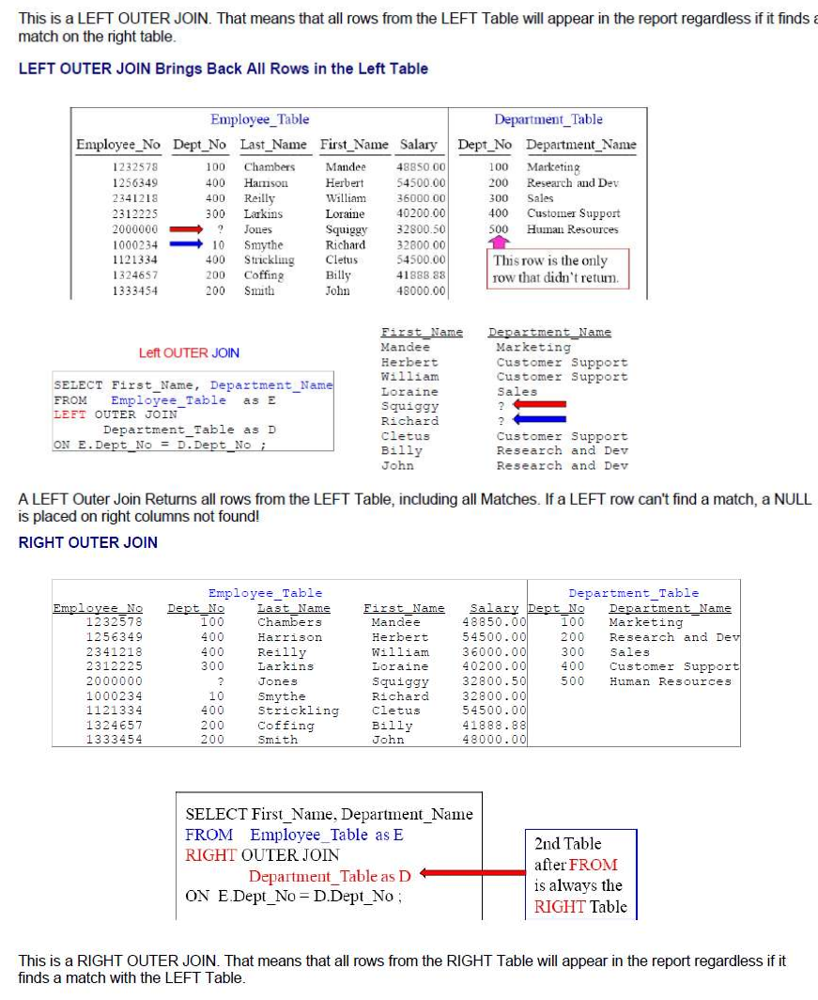 This is a LEFT OUTER JOIN. That means that all rows from the LEFT Table will appear in the report regardless if it finds a
match on the right table.
LEFT OUTER JOIN Brings Back All Rows in the Left Table
Employee_Table Department_Table
Employee_No Dept_No Last_Name First_Name Salary Dept_No Department_Name
1232578 100 Chambers Mandee 48850.00 100 Marketing
1256349 400 Harrison Herbert 54500.00 200 Research and Dev
2341218 400 Reilly William 36000.00 300 Sales
2312225 300 Larkins Loraine 40200.00 400 Customer Support
2000000 ? Jones Squiggy 32800.50 500 Human Resources
1000234 10 Smythe Richard 32800.00
1121334 400 Strickling Cletus 54500.00
1324657 200 Coffing Billy 41888.88
1333454 200 Smith John 48000.00
This row is the only
row that didn't return.
Left OUTER JOIN
SELECT First_Name, Department_Name
FROM Employee_Table as E
LEFT OUTER JOIN
Department_Table as D
ON E.Dept_No = D.Dept_No ;
First_Name Department_Name
Mandee Marketing
Herbert Customer Support
William Customer Support
Loraine Sales
Squiggy ?
Richard ?
Cletus Customer Support
Billy Research and Dev
John Research and Dev
A LEFT Outer Join Returns all rows from the LEFT Table, including all Matches. If a LEFT row can't find a match, a NULL
is placed on right columns not found!
RIGHT OUTER JOIN
Employee_Table Department_Table
Employee_No Dept_No Last_Name First_Name Salary Dept_No Department_Name
1232578 100 Chambers Mandee 48850.00 100 Marketing
1256349 400 Harrison Herbert 54500.00 200 Research and Dev
2341218 400 Reilly William 36000.00 300 Sales
2312225 300 Larkins Loraine 40200.00 400 Customer Support
2000000 ? Jones Squiggy 32800.50 500 Human Resources
1000234 10 Smythe Richard 32800.00
1121334 400 Strickling Cletus 54500.00
1324657 200 Coffing Billy 41888.88
1333454 200 Smith John 48000.00
SELECT First_Name, Department_Name
FROM Employee_Table as E
RIGHT OUTER JOIN
Department_Table as D
ON E.Dept_No = D.Dept_No ;
2nd Table
after FROM
is always the
RIGHT Table
This is a RIGHT OUTER JOIN. That means that all rows from the RIGHT Table will appear in the report regardless if it
finds a match with the LEFT Table.